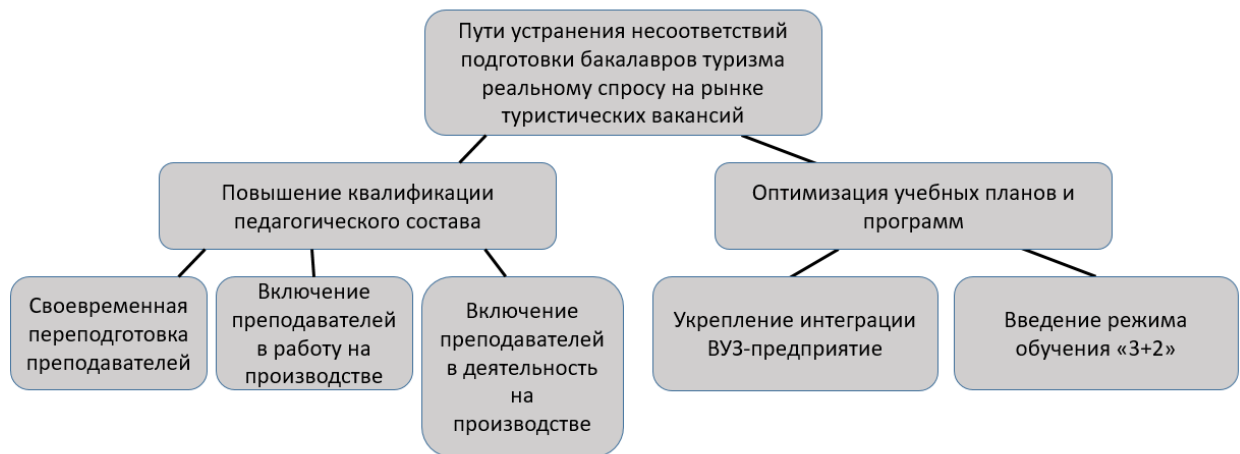 Пути устранения несоответствий
подготовки бакалавров туризма
реальному спросу на рынке
туристических вакансий
Повышение квалификации
педагогического состава
Оптимизация учебных планов и
программ
Своевременная
переподготовка
преподавателей
Включение
преподавателей
в работу на
производстве
Включение
преподавателей
в деятельность
на
производстве
Укрепление интеграции
ВУЗ-предприятие
Введение режима
обучения «3+2»